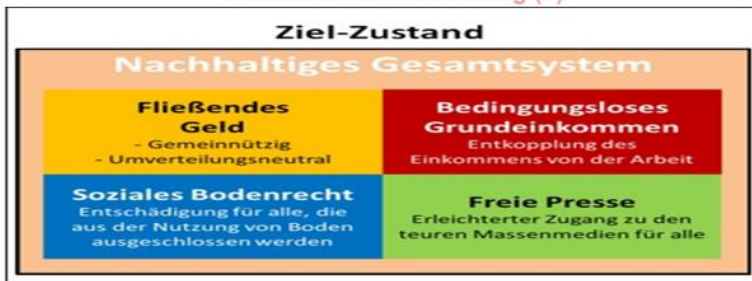 Ziel-Zustand
Nachhaltiges Gesamtsystem
Fließendes
Geld
- Gemeinnützig
- Umverteilungsneutral
Bedingungsloses
Grundeinkommen
Entkopplung des
Einkommens von der Arbeit
Soziales Bodenrecht
Entschädigung für alle, die
aus der Nutzung von Boden
ausgeschlossen werden
Freie Presse
Erleichterter Zugang zu den
teuren Massenmedien für alle